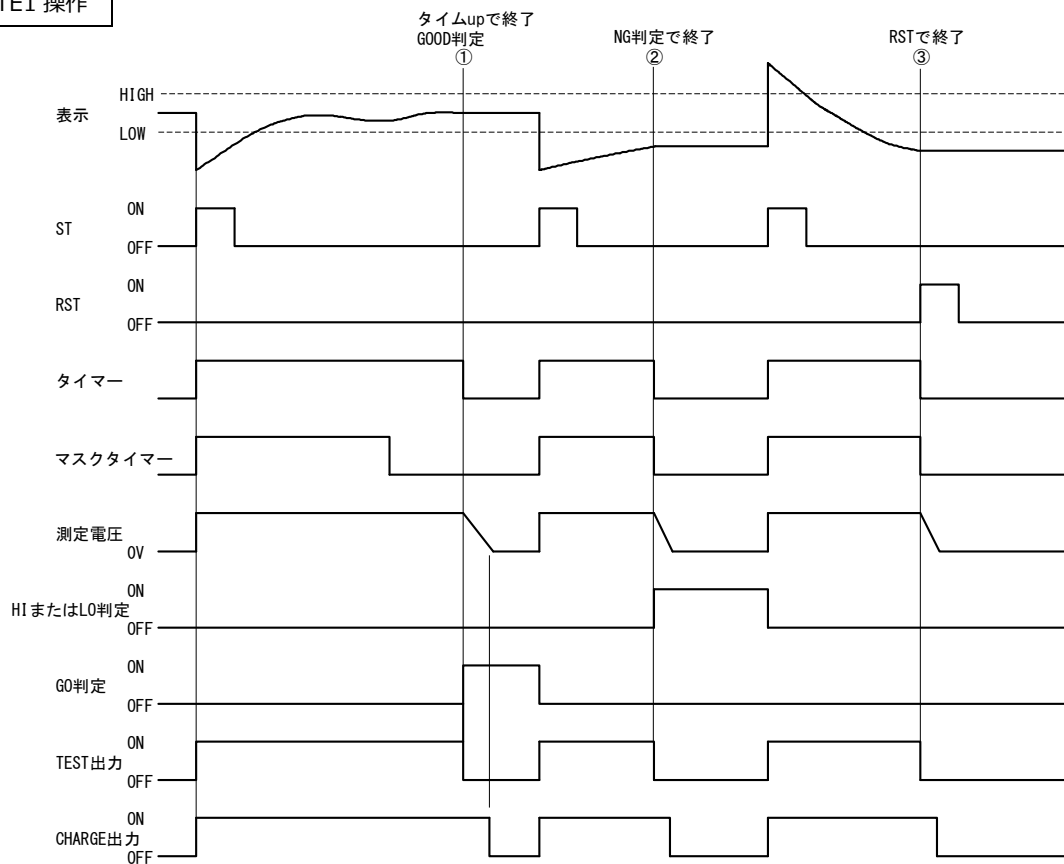 操作
タイムupで終了
GOOD判定
①
NG判定で終了
②
RSTで終了
③
表示
HIGH
LOW
ST
ON
OFF
RST
ON
OFF
タイマー
マスクタイマー
測定電圧
0V
HIまたはLO判定
ON
OFF
GO判定
ON
OFF
TEST出力
ON
OFF
CHARGE出力
ON
OFF